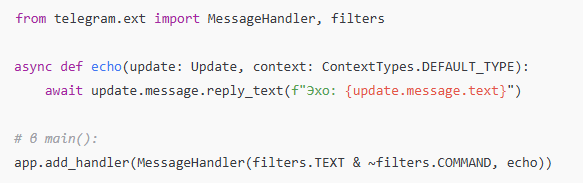 from telegram.ext import MessageHandler, filters
async def echo(update: Update, context: ContextTypes.DEFAULT_TYPE):
    await update.message.reply_text(f"Эхо: {update.message.text}")
# в main():
app.add_handler(MessageHandler(filters.TEXT & ~filters.COMMAND, echo))